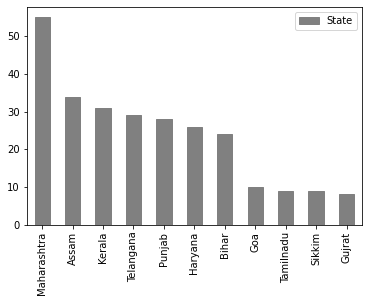 State
50
40
30
20
10
0
Maharashtra
Assam
Kerala
Telangana
Punjab
Haryana
Bihar
Goa
Tamilnadu
Sikkim
Gujrat